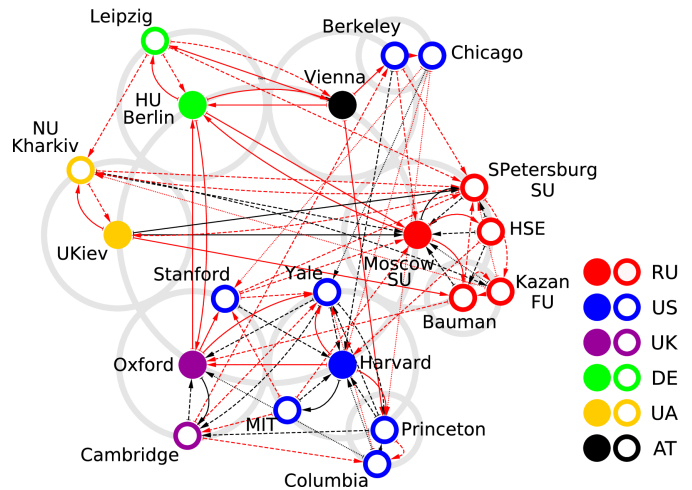 Leipzig
Berkeley
Chicago
Vienna
HU
Berlin
NU
Kharkiv
SPetersburg
SU
HSE
UKiev
Moscow
SU
Stanford
Yale
Kazan
FU
Bauman
RU
US
UK
DE
UA
AT
Oxford
Harvard
MIT
Princeton
Cambridge
Columbia